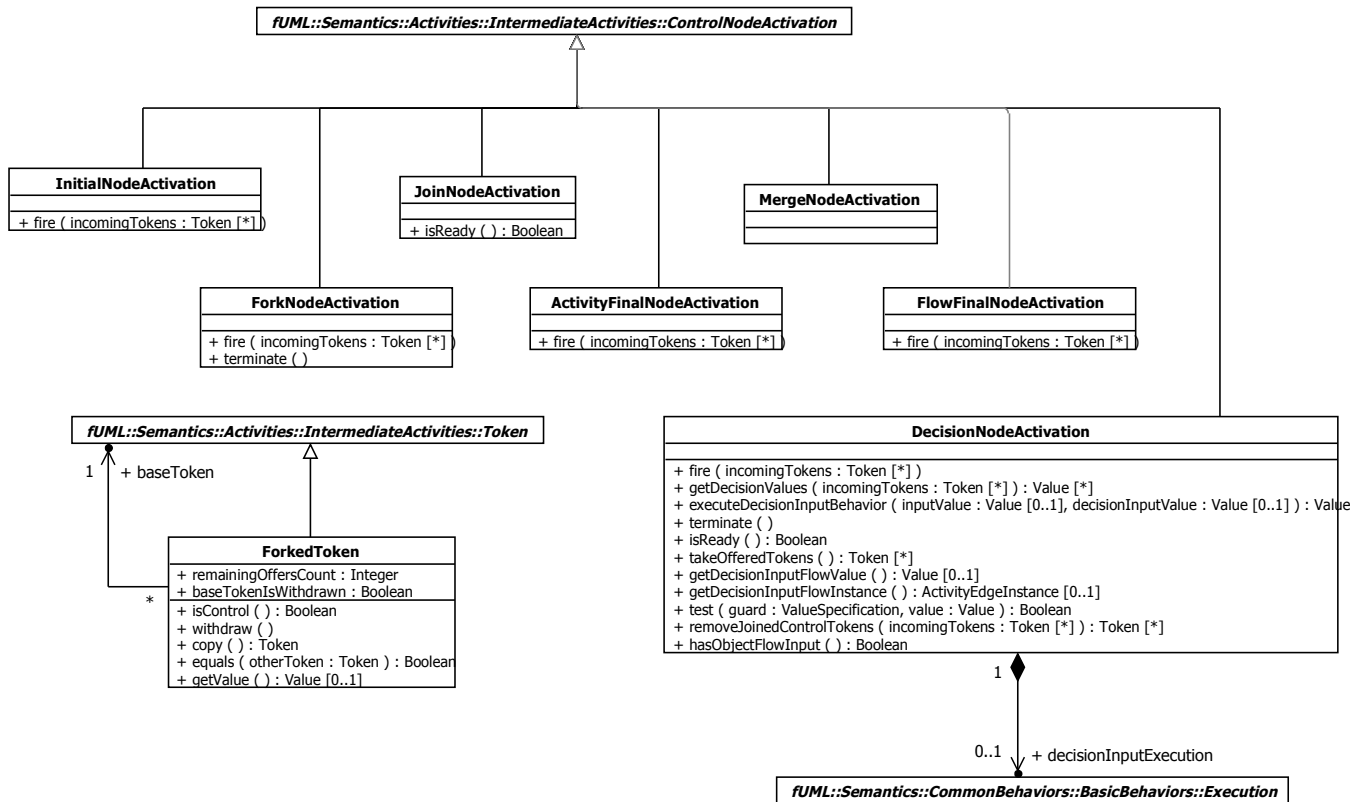 fUML::Semantics::Activities::IntermediateActivities::ControlNodeActivation
InitialNodeActivation
+ fire ( incomingTokens : Token [*] )
JoinNodeActivation
+ isReady ( ) : Boolean
MergeNodeActivation
ForkNodeActivation
+ fire ( incomingTokens : Token [*] )
+ terminate ( )
ActivityFinalNodeActivation
+ fire ( incomingTokens : Token [*] )
FlowFinalNodeActivation
+ fire ( incomingTokens : Token [*] )
fUML::Semantics::Activities::IntermediateActivities::Token
1
+ baseToken
*
ForkedToken
+ remainingOffersCount : Integer
+ baseTokenIsWithdrawn : Boolean
+ isControl ( ) : Boolean
+ withdraw ( )
+ copy ( ) : Token
+ equals ( otherToken : Token ) : Boolean
+ getValue ( ) : Value [0..1]
DecisionNodeActivation
+ fire ( incomingTokens : Token [*] )
+ getDecisionValues ( incomingTokens : Token [*] ) : Value [*]
+ executeDecisionInputBehavior ( inputValue : Value [0..1], decisionInputValue : Value [0..1] ) : Value
+ terminate ( )
+ isReady ( ) : Boolean
+ takeOfferedTokens ( ) : Token [*]
+ getDecisionInputFlowValue ( ) : Value [0..1]
+ getDecisionInputFlowInstance ( ) : ActivityEdgeInstance [0..1]
+ test ( guard : ValueSpecification, value : Value ) : Boolean
+ removeJoinedControlTokens ( incomingTokens : Token [*] ) : Token [*]
+ hasObjectFlowInput ( ) : Boolean
1
0..1
+ decisionInputExecution
fUML::Semantics::CommonBehaviors::BasicBehaviors::Execution